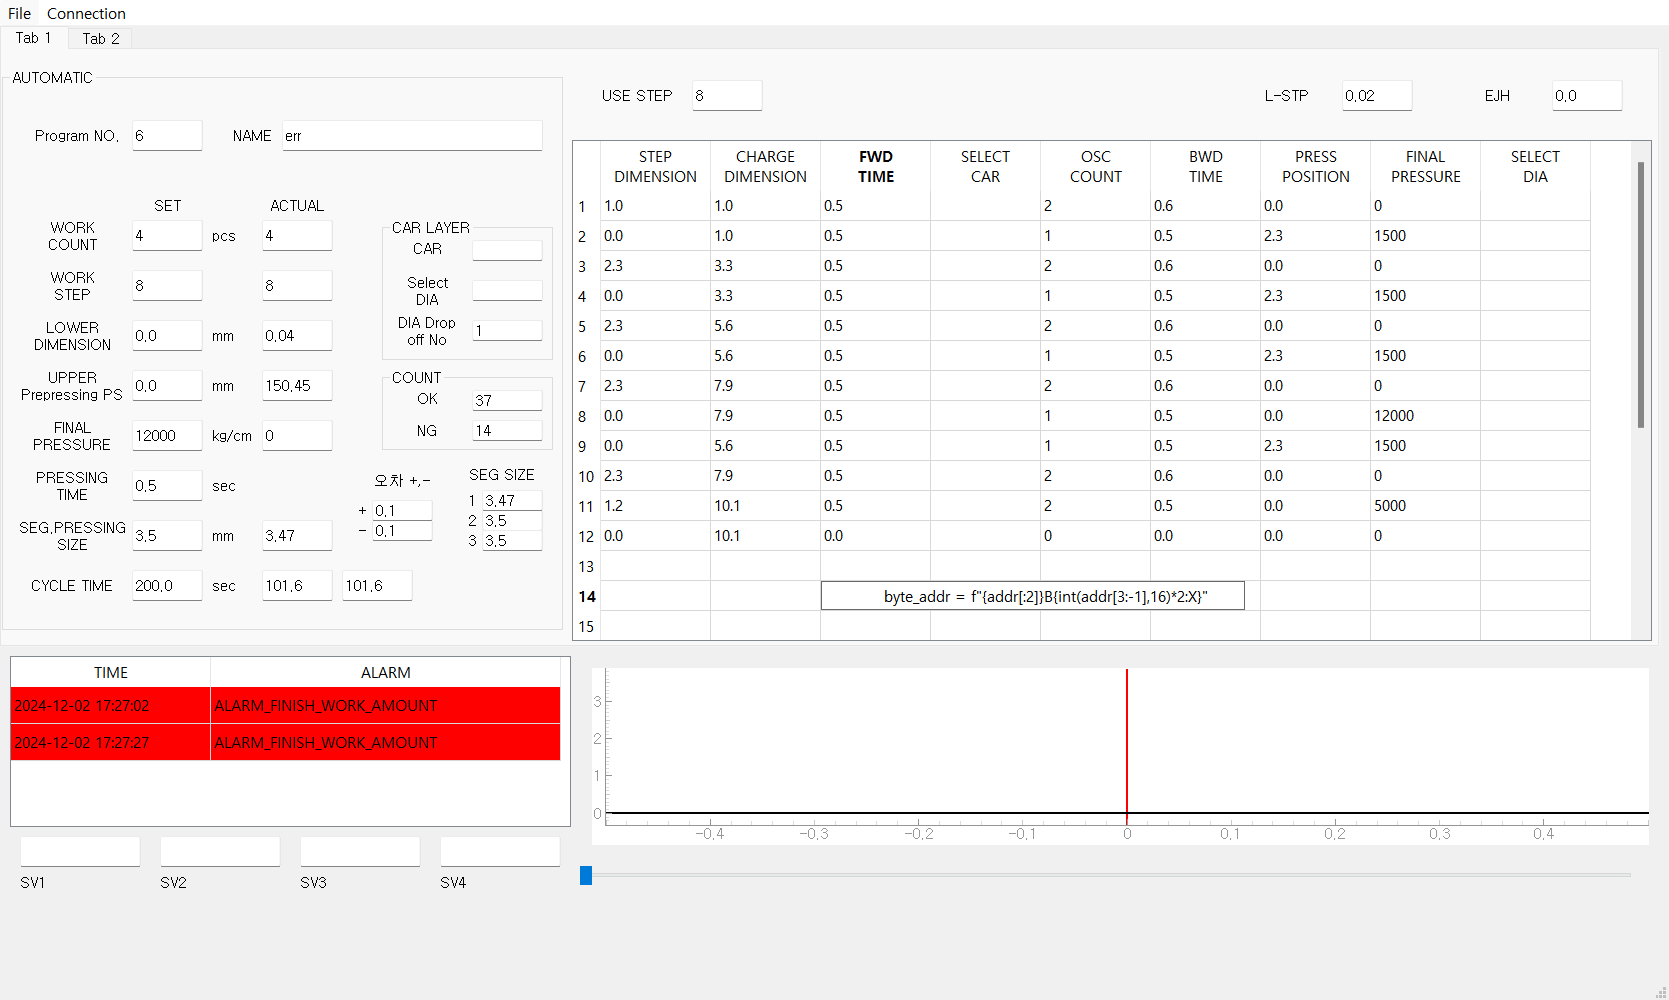 File Connection
Tab 1 Tab 2
AUTOMATIC
Program NO. 6 NAME err
SET ACTUAL
WORK COUNT 4 pcs 4
WORK STEP 8 8
LOWER DIMENSION 0.0 mm 0.04
UPPER Prepressing PS 0.0 mm 150.45
FINAL PRESSURE 12000 kg/cm 0
PRESSING TIME 0.5 sec
SEG.PRESSING SIZE 3.5 mm 3.47
CYCLE TIME 200.0 sec 101.6 101.6
CAR LAYER
CAR
Select DIA
DIA Drop off No 1
COUNT
OK 37
NG 14
오차 +,-
+ 0.1
- 0.1
SEG SIZE
1 3.47
2 3.5
3 3.5
USE STEP 8 L-STP 0.02 EJH 0.0
STEP DIMENSION CHARGE DIMENSION FWD TIME SELECT CAR OSC COUNT BWD TIME PRESS POSITION FINAL PRESSURE SELECT DIA
1 1.0 1.0 0.5 2 0.6 0.0 0
2 0.0 1.0 0.5 1 0.5 2.3 1500
3 2.3 3.3 0.5 2 0.6 0.0 0
4 0.0 3.3 0.5 1 0.5 2.3 1500
5 2.3 5.6 0.5 2 0.6 0.0 0
6 0.0 5.6 0.5 1 0.5 2.3 1500
7 2.3 7.9 0.5 2 0.6 0.0 0
8 0.0 7.9 0.5 1 0.5 0.0 12000
9 0.0 5.6 0.5 1 0.5 2.3 1500
10 2.3 7.9 0.5 2 0.6 0.0 0
11 1.2 10.1 0.5 2 0.5 0.0 5000
12 0.0 10.1 0.0 0 0.0 0.0 0
13
14 byte_addr = f"{addr[:2]}B{int(addr[3:-1],16)*2:X}"
15
TIME ALARM
2024-12-02 17:27:02 ALARM_FINISH_WORK_AMOUNT
2024-12-02 17:27:27 ALARM_FINISH_WORK_AMOUNT
SV1 SV2 SV3 SV4
3
2
1
0
-0.4 -0.3 -0.2 -0.1 0 0.1 0.2 0.3 0.4